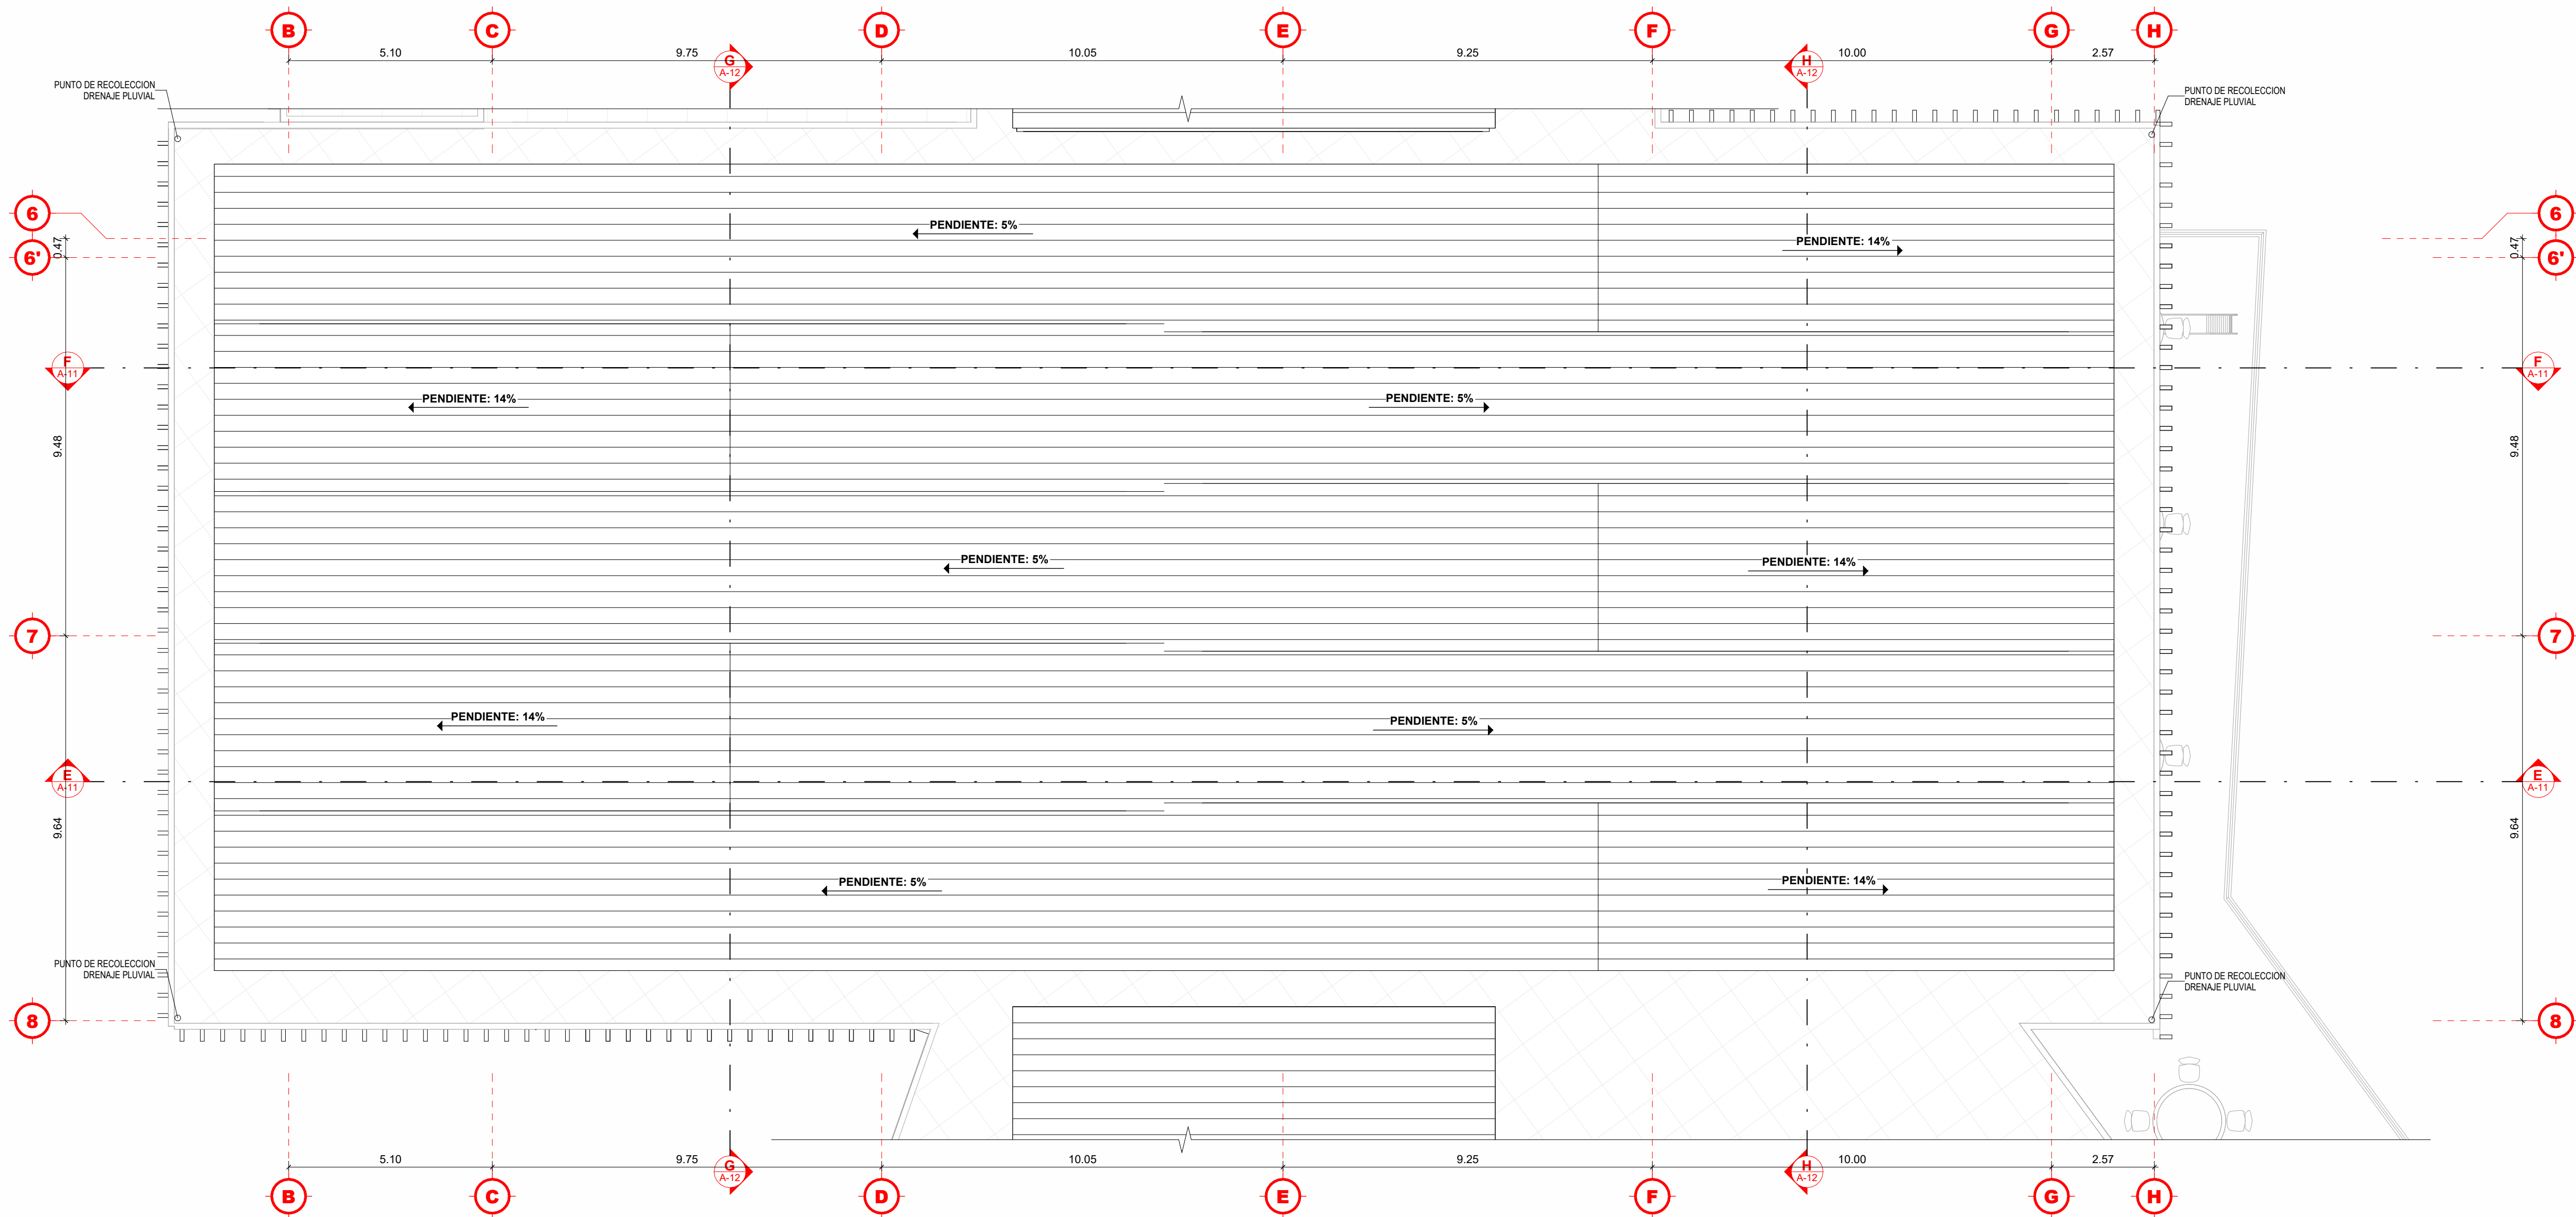 B C D E F G H
5.10 9.75 10.05 9.25 10.00 2.57
G
A-12
H
A-12
PUNTO DE RECOLECCION
DRENAJE PLUVIAL
PUNTO DE RECOLECCION
DRENAJE PLUVIAL
6
6
0.47
0.47
6'
6'
PENDIENTE: 5%
PENDIENTE: 14%
F
A-11
F
A-11
PENDIENTE: 14%
PENDIENTE: 5%
9.48
9.48
PENDIENTE: 5%
PENDIENTE: 14%
7
7
PENDIENTE: 14%
PENDIENTE: 5%
E
A-11
E
A-11
9.64
9.64
PENDIENTE: 5%
PENDIENTE: 14%
PUNTO DE RECOLECCION
DRENAJE PLUVIAL
PUNTO DE RECOLECCION
DRENAJE PLUVIAL
8
8
5.10 9.75 10.05 9.25 10.00 2.57
G
A-12
H
A-12
B C D E F G H